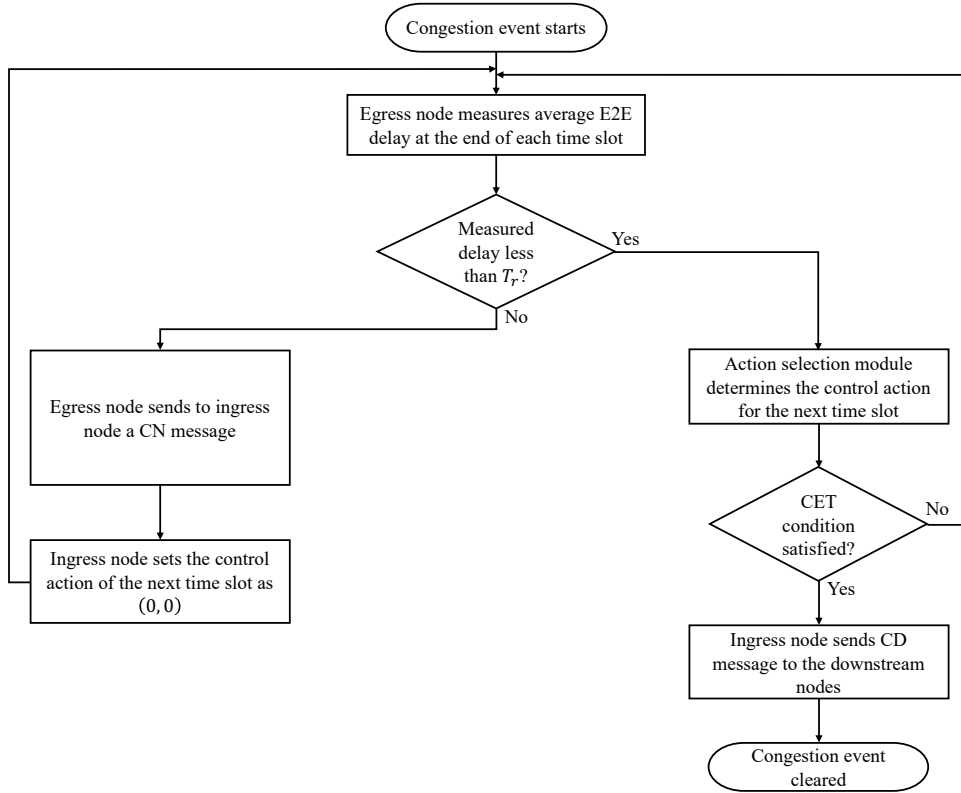 Congestion event starts
Egress node measures average E2E
delay at the end of each time slot
Measured
delay less
than T_r?
Yes
No
Egress node sends to ingress
node a CN message
Ingress node sets the control
action of the next time slot as
(0, 0)
Action selection module
determines the control action
for the next time slot
CET
condition
satisfied?
No
Yes
Ingress node sends CD
message to the downstream
nodes
Congestion event
cleared